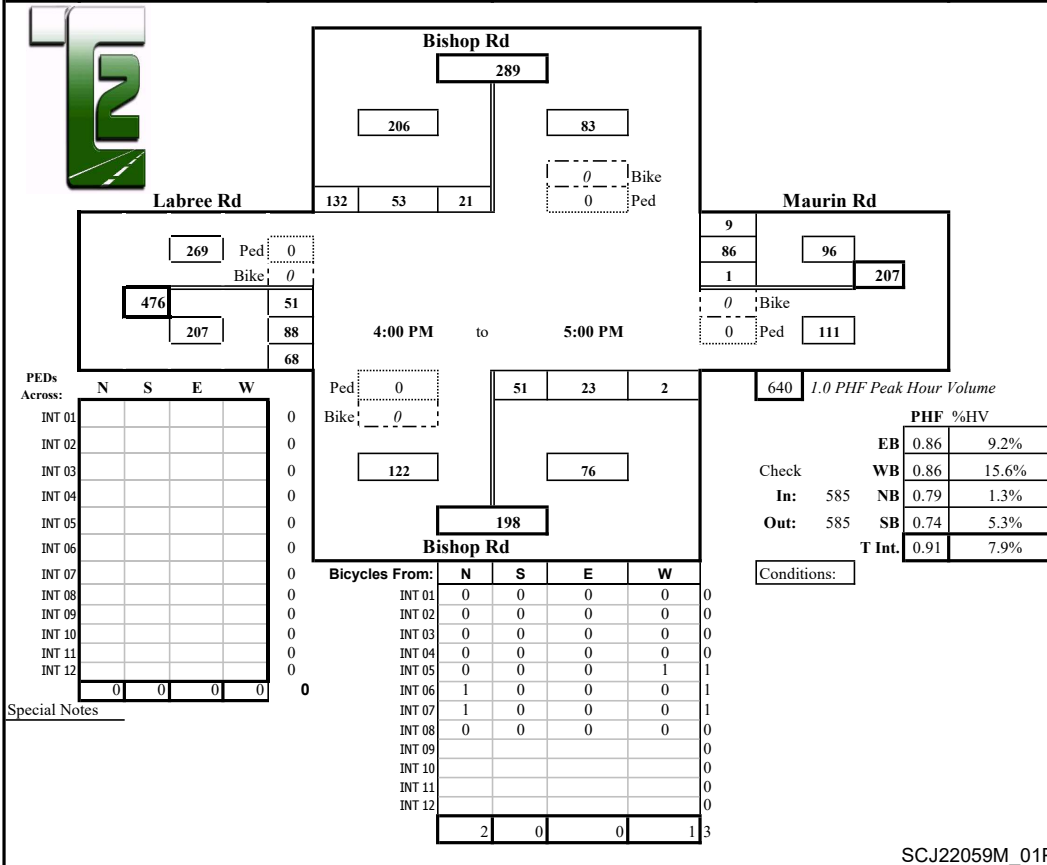 T2
Bishop Rd
289
206 83
0 Bike
0 Ped
Labree Rd 132 53 21 Maurin Rd
9
269 Ped 0 86 96
Bike 0 1 207
476 51 0 Bike
207 88 4:00 PM to 5:00 PM 0 Ped 111
68
PEDs
Across: N S E W
Ped 0 51 23 2 640 1.0 PHF Peak Hour Volume
INT 01 0 Bike 0 PHF %HV
INT 02 0 EB 0.86 9.2%
INT 03 0 122 76 Check WB 0.86 15.6%
INT 04 0 In: 585 NB 0.79 1.3%
INT 05 0 198 Out: 585 SB 0.74 5.3%
INT 06 0 Bishop Rd T Int. 0.91 7.9%
INT 07 0 Bicycles From: N S E W Conditions:
INT 08 0 INT 01 0 0 0 0 0
INT 09 0 INT 02 0 0 0 0 0
INT 10 0 INT 03 0 0 0 0 0
INT 11 0 INT 04 0 0 0 0 0
INT 12 0 INT 05 0 0 0 1 1
0 0 0 0 0 INT 06 1 0 0 0 1
Special Notes INT 07 1 0 0 0 1
INT 08 0 0 0 0 0
INT 09 0
INT 10 0
INT 11 0
INT 12 0
2 0 0 1 3